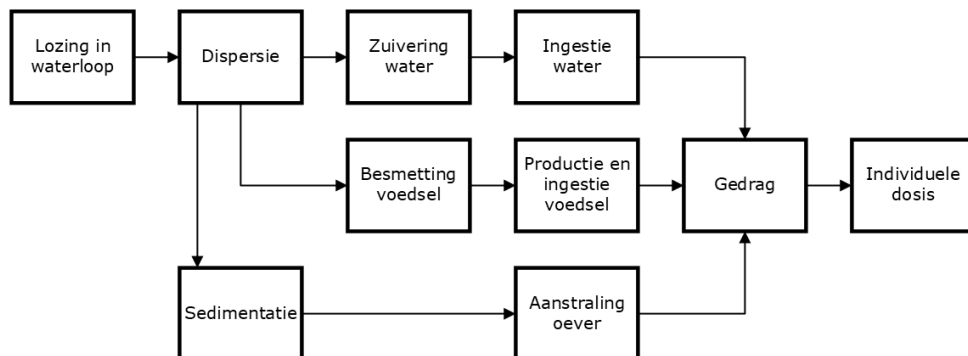 Lozing in
waterloop
Dispersie
Zuivering
water
Ingestie
water
Besmetting
voedsel
Productie en
ingestie
voedsel
Gedrag
Individuele
dosis
Sedimentatie
Aanstraling
oever